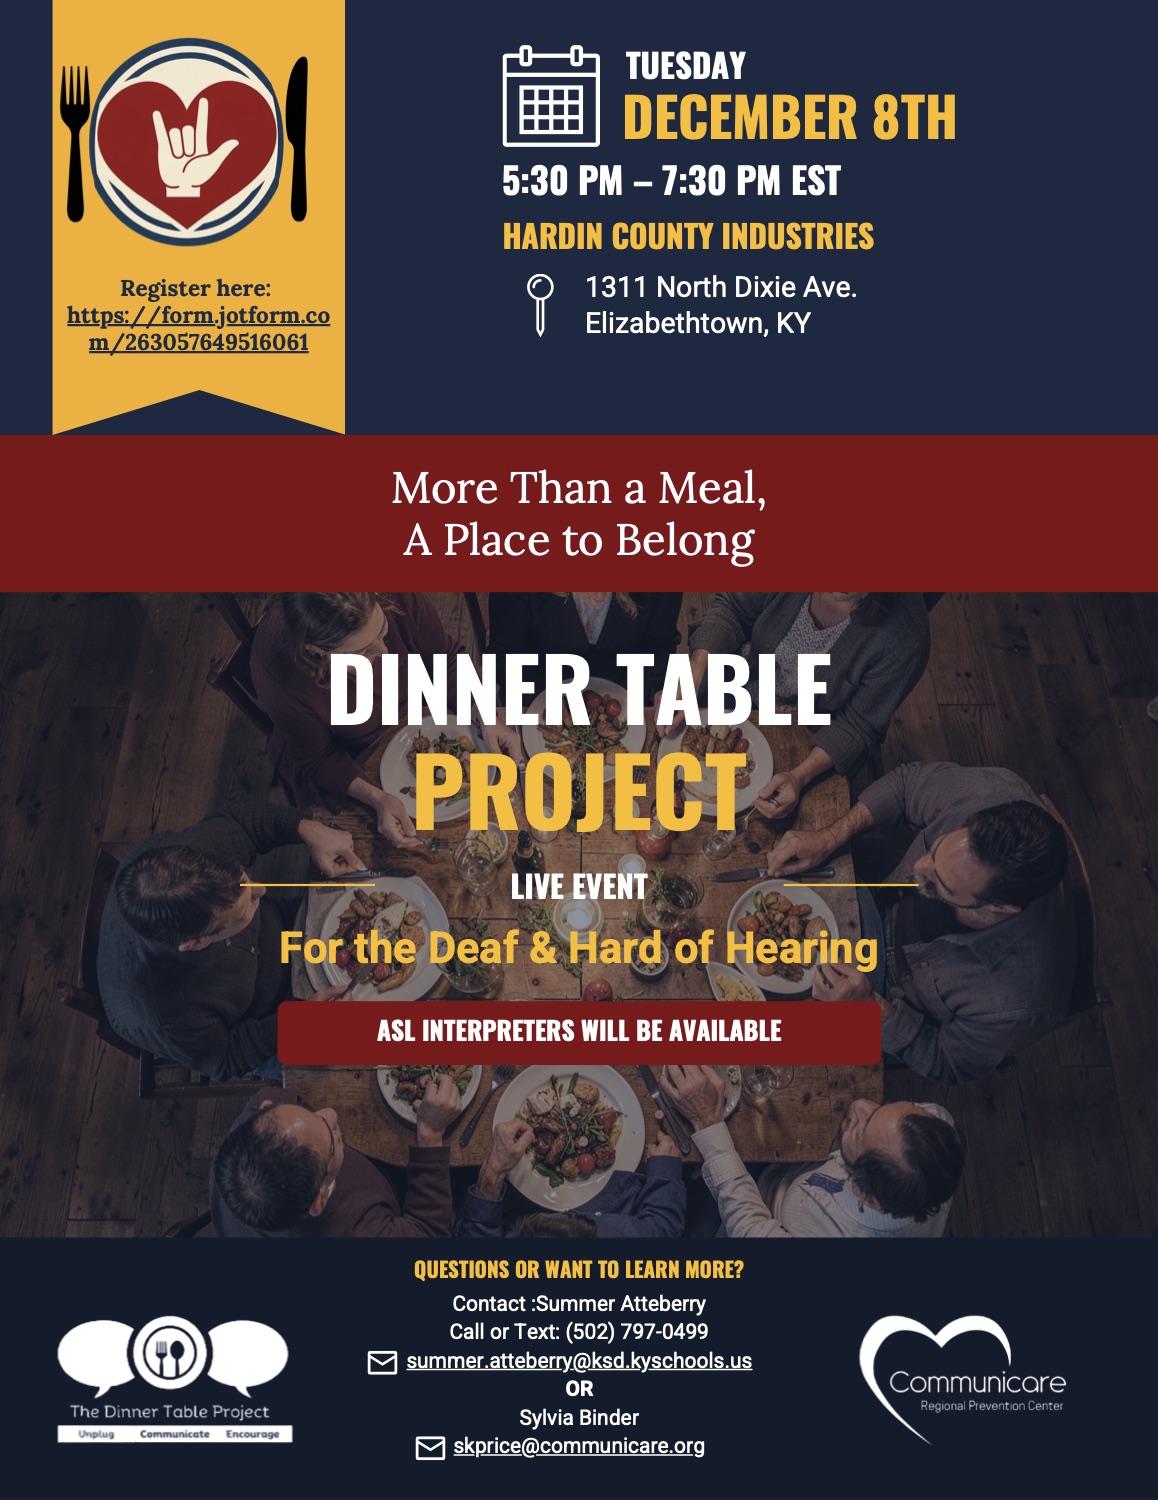 Register here:
https://form.jotform.co
m/263057649516061
TUESDAY
DECEMBER 8TH
5:30 PM – 7:30 PM EST
HARDIN COUNTY INDUSTRIES
1311 North Dixie Ave.
Elizabethtown, KY
More Than a Meal,
A Place to Belong
DINNER TABLE
PROJECT
LIVE EVENT
For the Deaf & Hard of Hearing
ASL INTERPRETERS WILL BE AVAILABLE
QUESTIONS OR WANT TO LEARN MORE?
Contact :Summer Atteberry
Call or Text: (502) 797-0499
summer.atteberry@ksd.kyschools.us
OR
Sylvia Binder
skprice@communicare.org
The Dinner Table Project
Unplug Communicate Encourage
Communicare
Regional Prevention Center